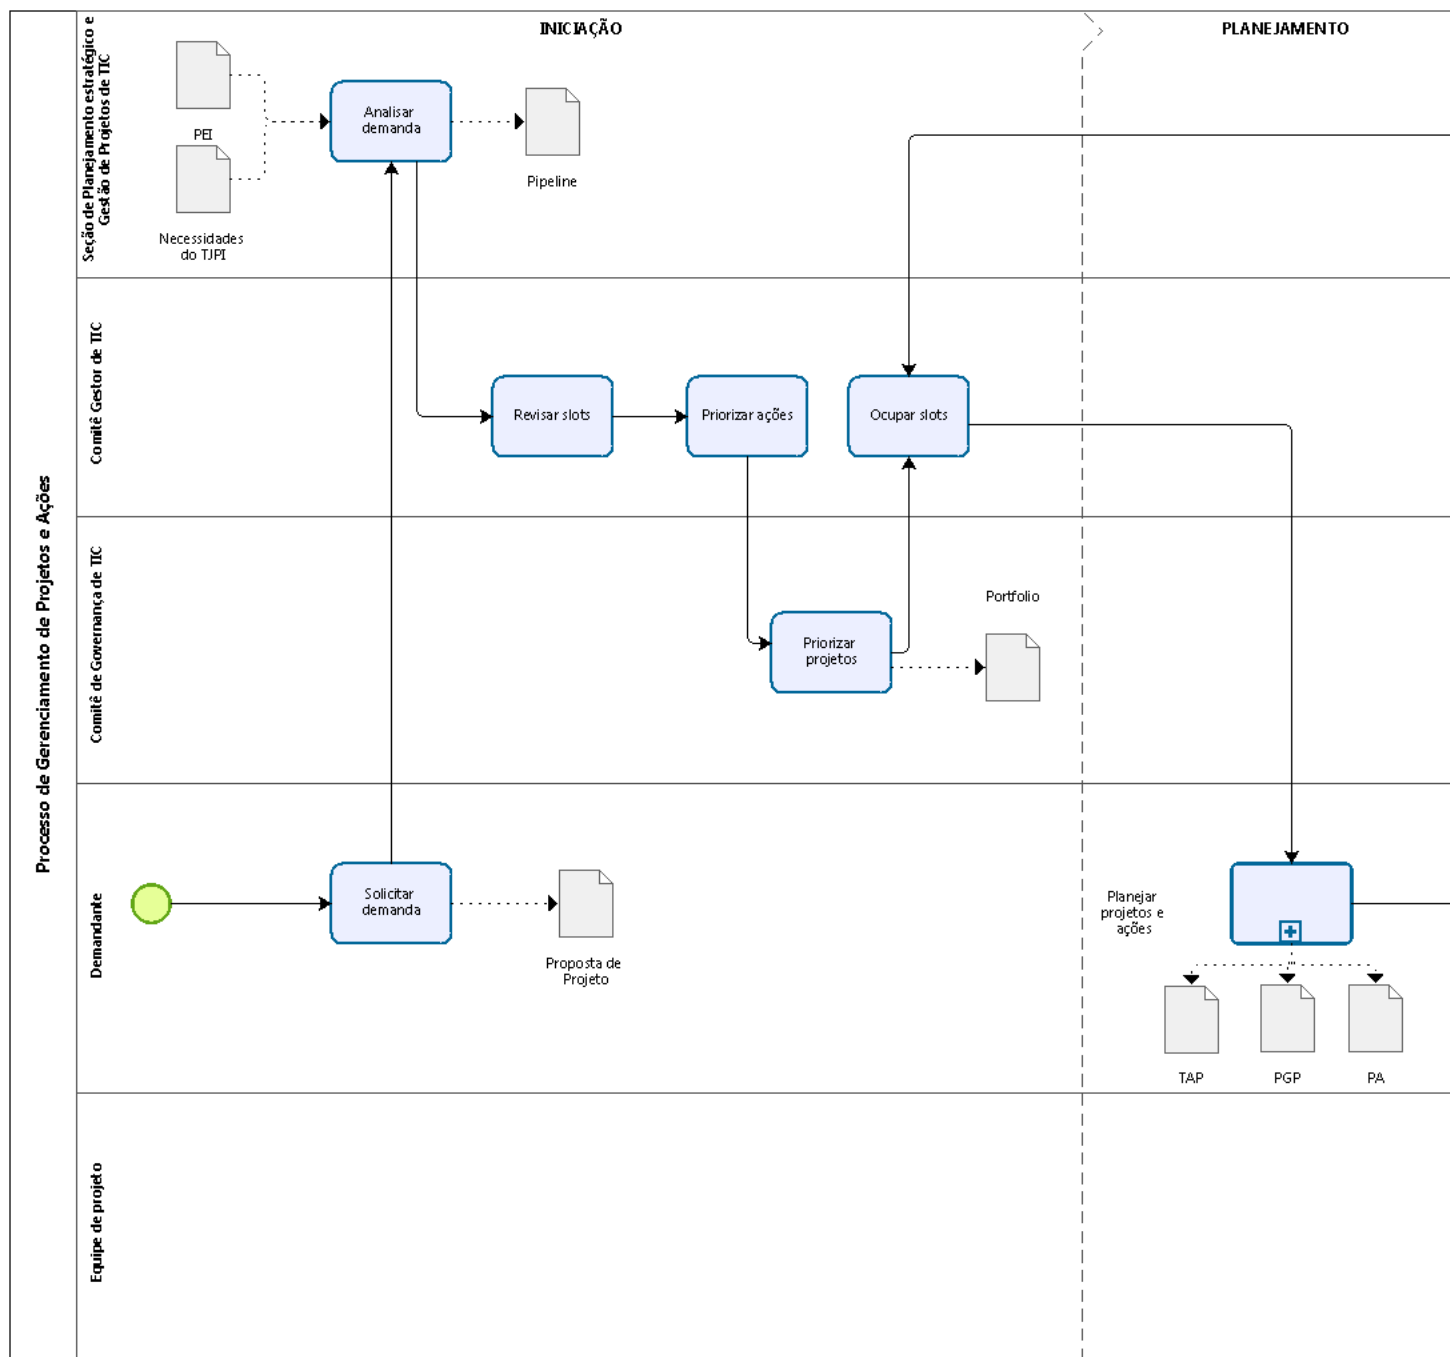 Processo de Gerenciamento de Projetos e Ações
INICIAÇÃO
PLANEJAMENTO
Seção de Planejamento estratégico e
Gestão de Projetos de TIC
PEI
Necessidades
do TJPI
Analisar
demanda
Pipeline
Comitê Gestor de TIC
Revisar slots
Priorizar ações
Ocupar slots
Comitê de Governança de TIC
Priorizar
projetos
Portfolio
Demandante
Solicitar
demanda
Proposta de
Projeto
Planejar
projetos e
ações
TAP
PGP
PA
Equipe de projeto